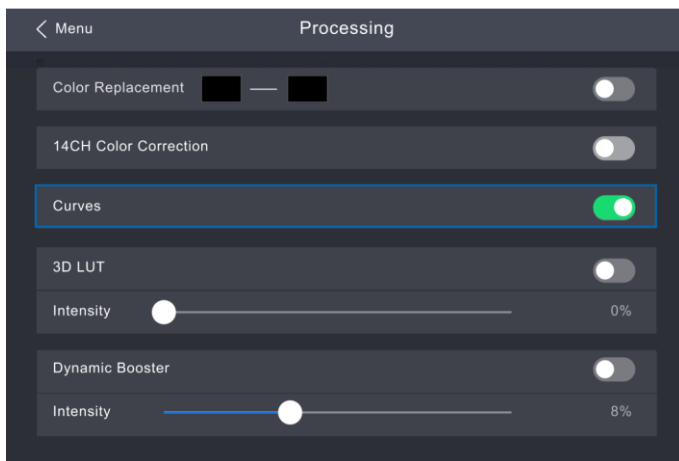 Menu
Processing
Color Replacement
14CH Color Correction
Curves
3D LUT
Intensity 0%
Dynamic Booster
Intensity 8%